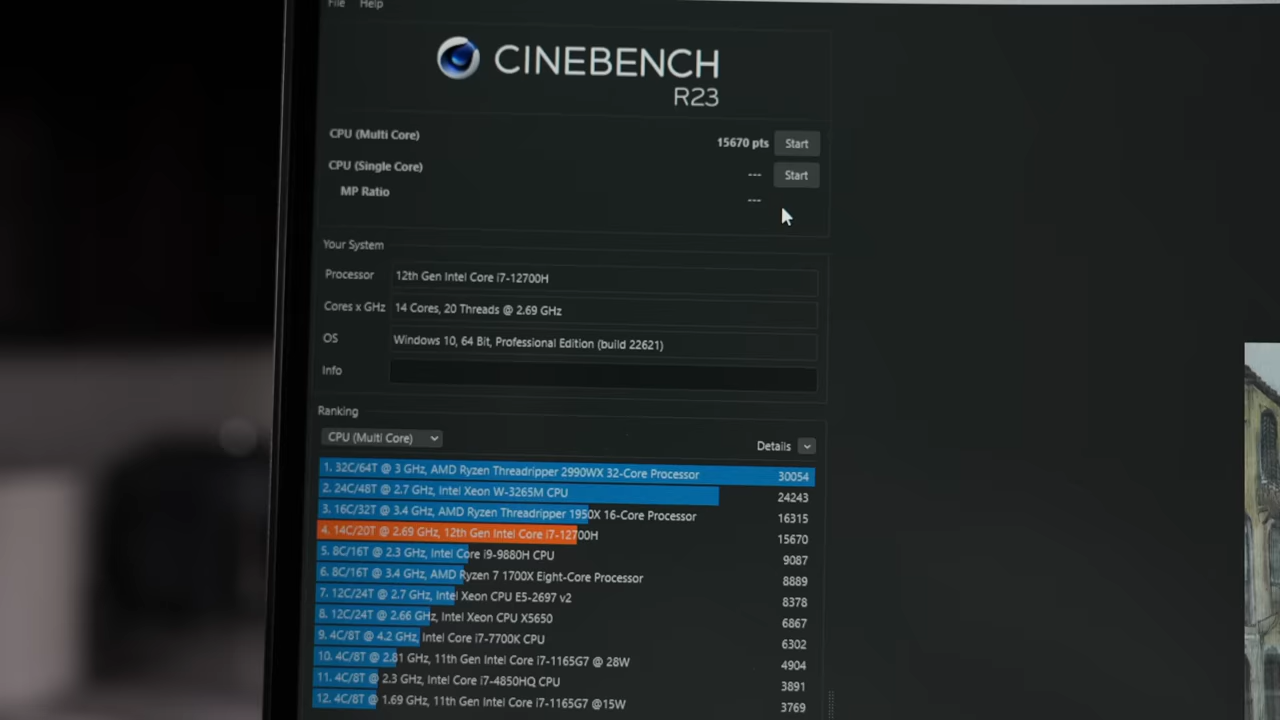 File Help
CINEBENCH
R23
CPU (Multi Core) 15670 pts Start
CPU (Single Core) --- Start
MP Ratio ---
Your System
Processor 12th Gen Intel Core i7-12700H
Cores x GHz 14 Cores, 20 Threads @ 2.69 GHz
OS Windows 10, 64 Bit, Professional Edition (build 22621)
Info
Ranking
CPU (Multi Core) Details
1. 32C/64T @ 3 GHz, AMD Ryzen Threadripper 2990WX 32-Core Processor 30054
2. 24C/48T @ 2.7 GHz, Intel Xeon W-3265M CPU 24243
3. 16C/32T @ 3.4 GHz, AMD Ryzen Threadripper 1950X 16-Core Processor 16315
4. 14C/20T @ 2.69 GHz, 12th Gen Intel Core i7-12700H 15670
5. 8C/16T @ 2.3 GHz, Intel Core i9-9880H CPU 9087
6. 8C/16T @ 3.4 GHz, AMD Ryzen 7 1700X Eight-Core Processor 8889
7. 12C/24T @ 2.7 GHz, Intel Xeon CPU E5-2697 v2 8378
8. 12C/24T @ 2.66 GHz, Intel Xeon CPU X5650 6867
9. 4C/8T @ 4.2 GHz, Intel Core i7-7700K CPU 6302
10. 4C/8T @ 2.81 GHz, 11th Gen Intel Core i7-1165G7 @ 28W 4904
11. 4C/8T @ 2.3 GHz, Intel Core i7-4850HQ CPU 3891
12. 4C/8T @ 1.69 GHz, 11th Gen Intel Core i7-1165G7 @15W 3769